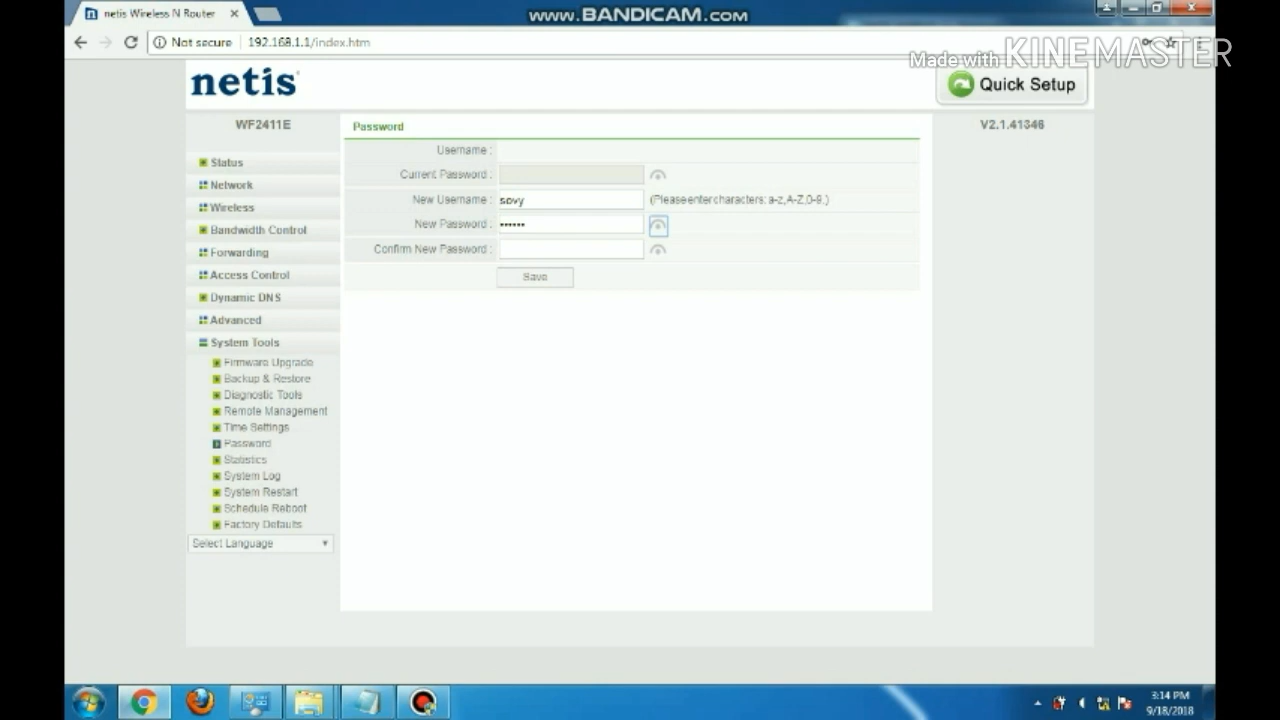 netis Wireless N Router
www.BANDICAM.com
Not secure
192.168.1.1/index.htm
Made with KINEMASTER
netis
Quick Setup
WF2411E
Password
V2.1.41346
Username :
Status
Current Password :
Network
New Username :
sovy
(Please enter characters: a-z,A-Z,0-9.)
Wireless
New Password :
••••••
Bandwidth Control
Confirm New Password :
Forwarding
Access Control
Save
Dynamic DNS
Advanced
System Tools
Firmware Upgrade
Backup & Restore
Diagnostic Tools
Remote Management
Time Settings
Password
Statistics
System Log
System Restart
Schedule Reboot
Factory Defaults
Select Language
3:14 PM
9/18/2018